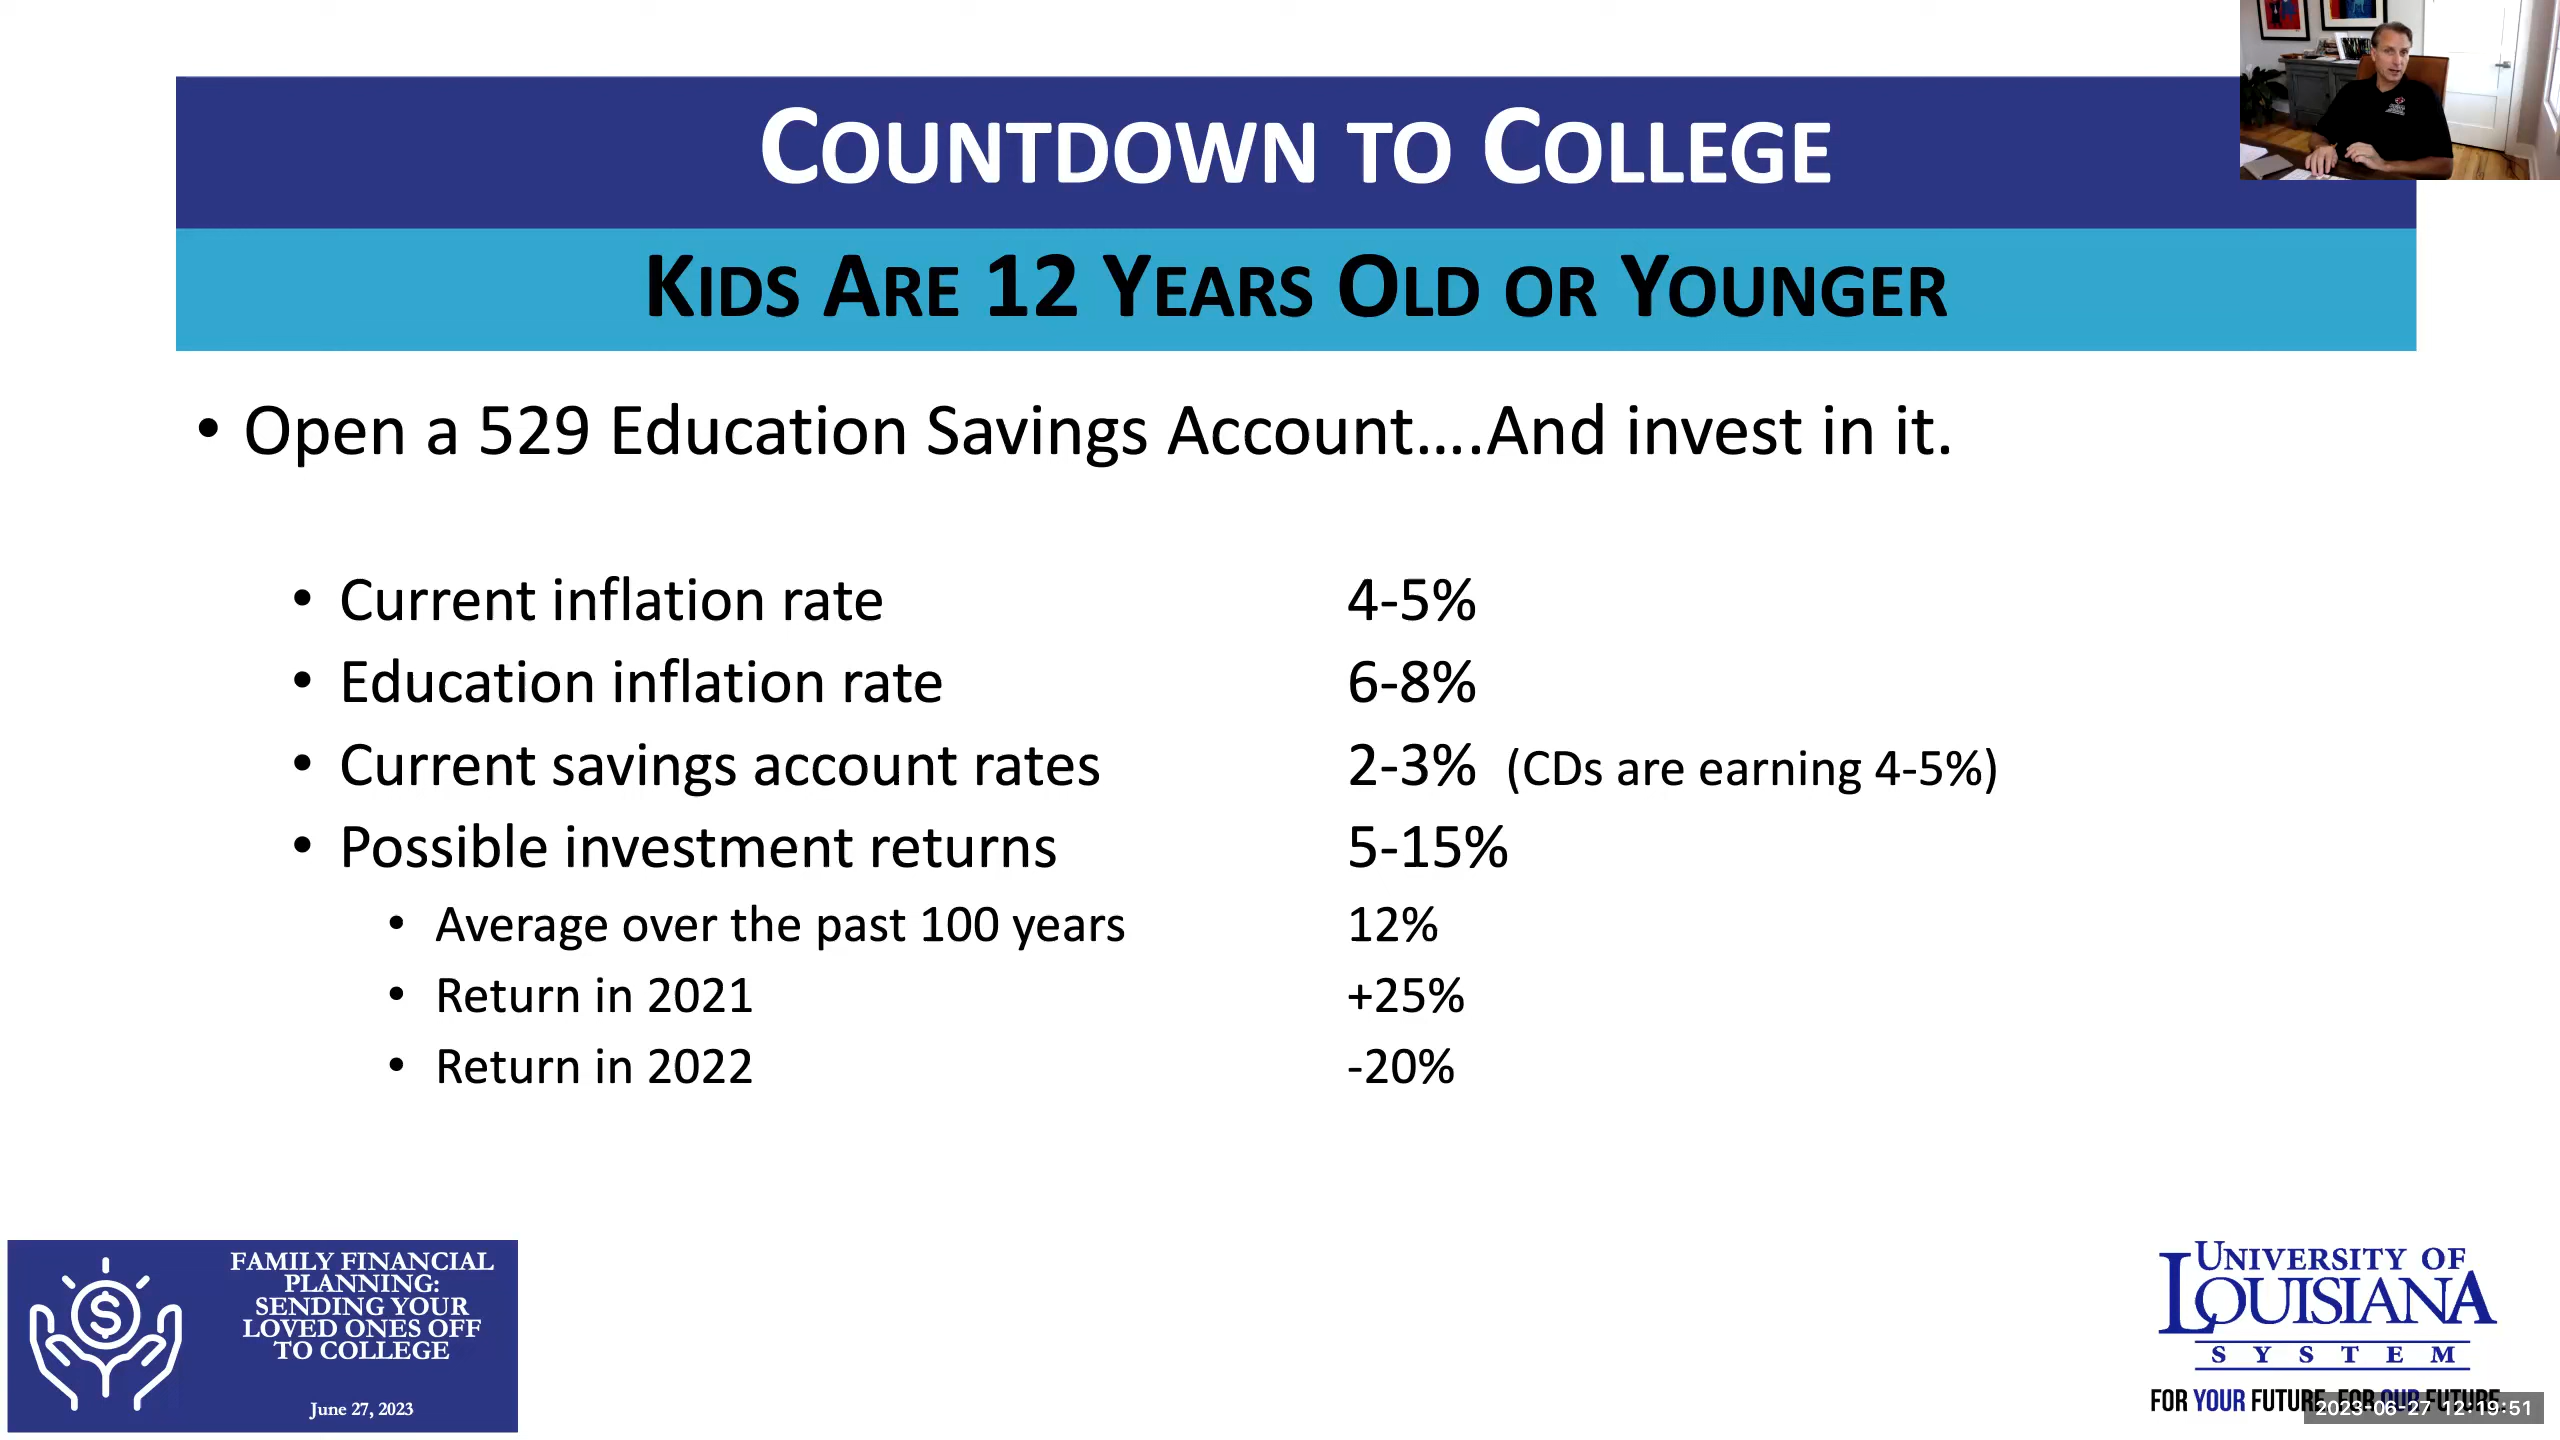 COUNTDOWN TO COLLEGE
KIDS ARE 12 YEARS OLD OR YOUNGER
• Open a 529 Education Savings Account....And invest in it.
• Current inflation rate 4-5%
• Education inflation rate 6-8%
• Current savings account rates 2-3% (CDs are earning 4-5%)
• Possible investment returns 5-15%
• Average over the past 100 years 12%
• Return in 2021 +25%
• Return in 2022 -20%
FAMILY FINANCIAL
PLANNING:
SENDING YOUR
LOVED ONES OFF
TO COLLEGE
June 27, 2023
UNIVERSITY OF
LOUISIANA
SYSTEM
FOR YOUR FUTURE. FOR OUR FUTURE.
2023-06-27 12:19:51